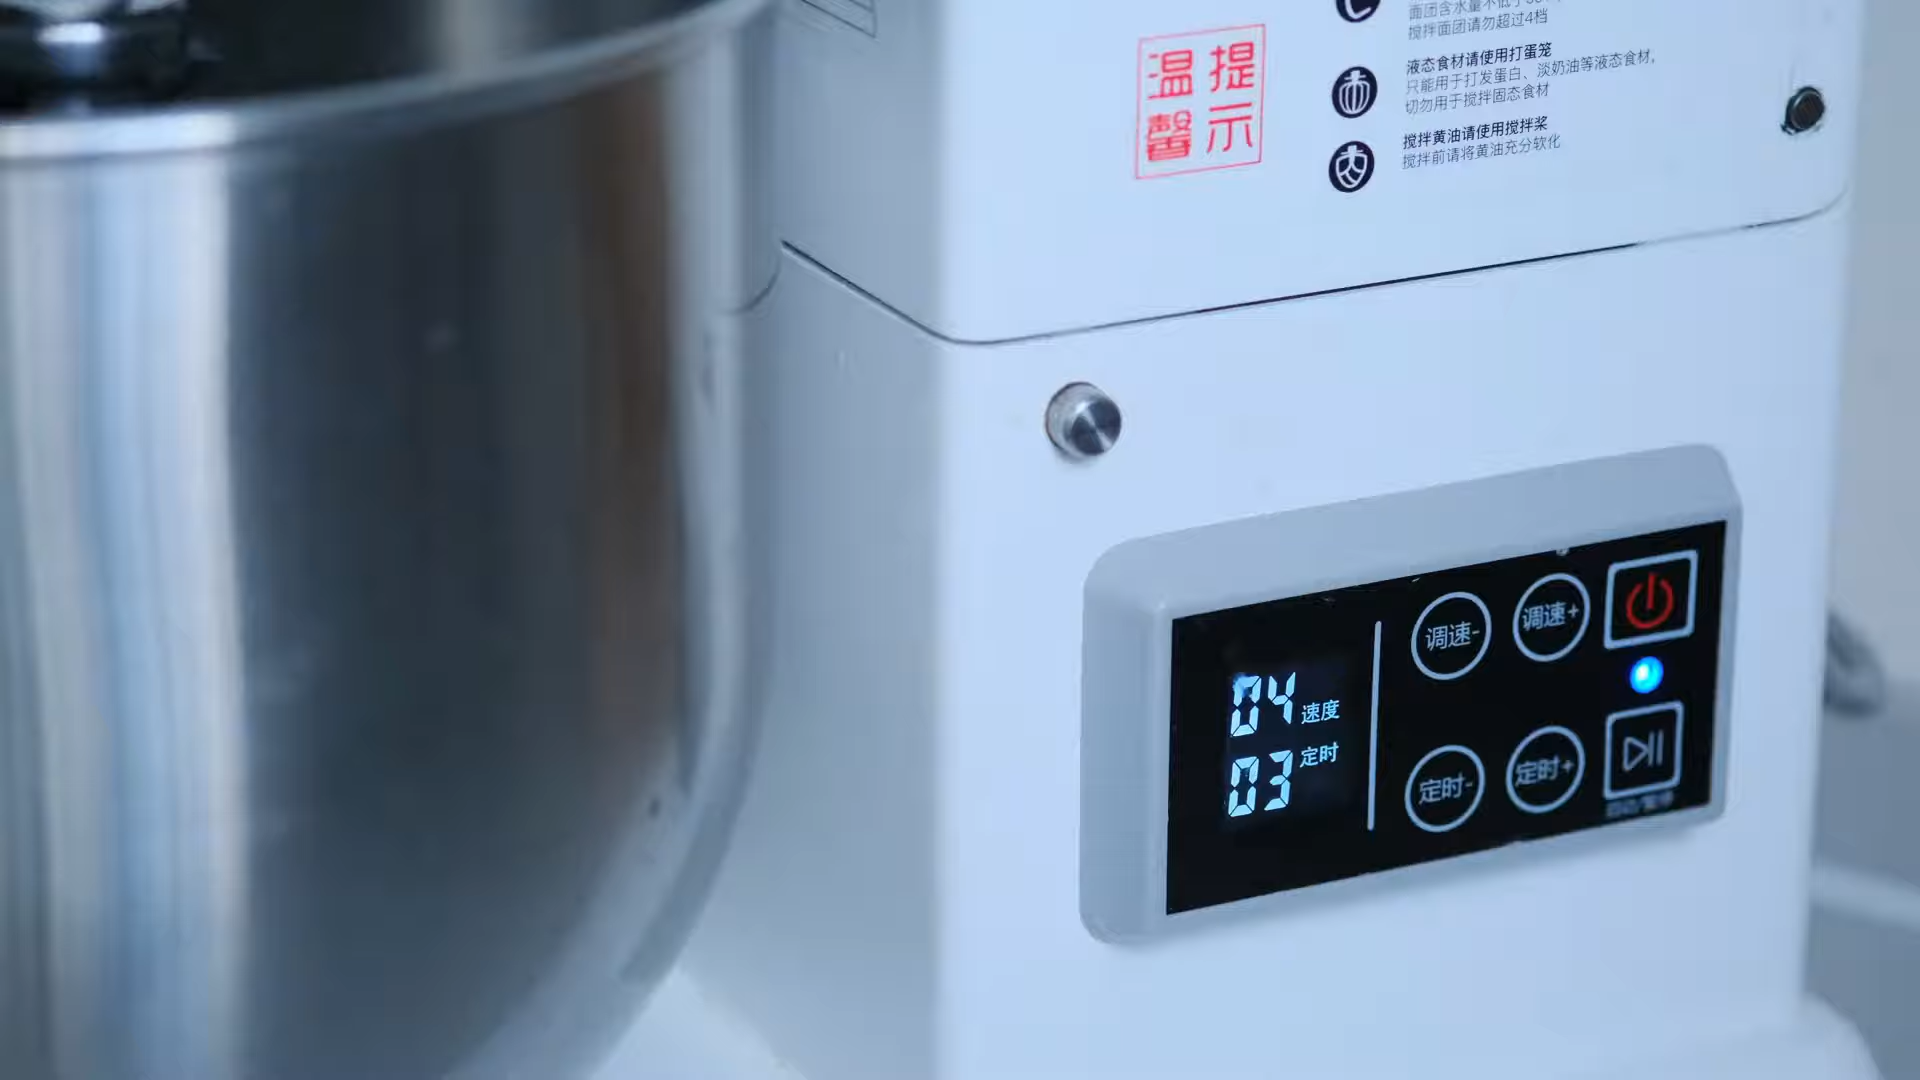 温馨
提示
面团含水量不低于
搅拌面团请勿超过4档
液态食材请使用打蛋笼
只能用于打发蛋白、淡奶油等液态食材,
切勿用于搅拌固态食材
搅拌黄油请使用搅拌桨
搅拌前请将黄油充分软化
04 速度
03 定时
调速-
调速+
定时-
定时+
启动/暂停